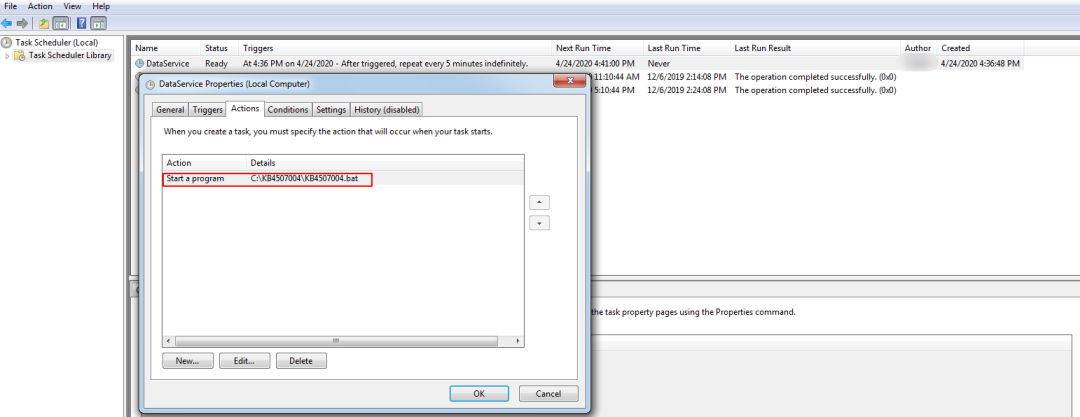 File Action View Help
Task Scheduler (Local)
Task Scheduler Library
Name Status Triggers Next Run Time Last Run Time Last Run Result Author Created
DataService Ready At 4:36 PM on 4/24/2020 - After triggered, repeat every 5 minutes indefinitely. 4/24/2020 4:41:00 PM Never 4/24/2020 4:36:48 PM
11:10:44 AM 12/6/2019 2:14:08 PM The operation completed successfully. (0x0)
5:10:44 PM 12/6/2019 2:24:08 PM The operation completed successfully. (0x0)
DataService Properties (Local Computer)
General Triggers Actions Conditions Settings History (disabled)
When you create a task, you must specify the action that will occur when your task starts.
Action Details
Start a program C:\KB4507004\KB4507004.bat
the task property pages using the Properties command.
New... Edit... Delete
OK Cancel